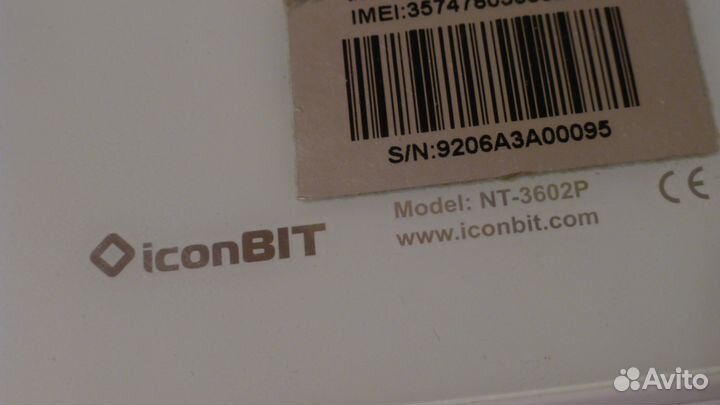 S/N:9206A3A00095
Model: NT-3602P
www.iconbit.com
CE
iconBIT
Avito